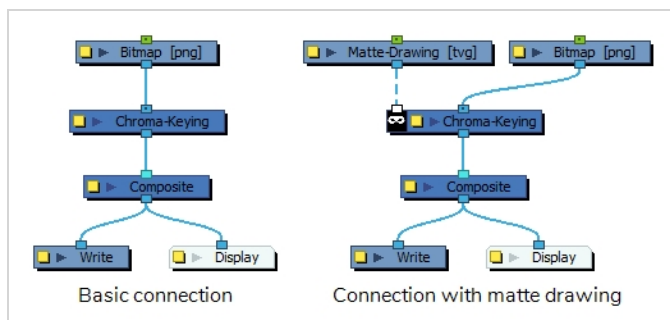 Bitmap [png]
Chroma-Keying
Composite
Write
Display
Basic connection
Matte-Drawing [tvg]
Bitmap [png]
Chroma-Keying
Composite
Write
Display
Connection with matte drawing